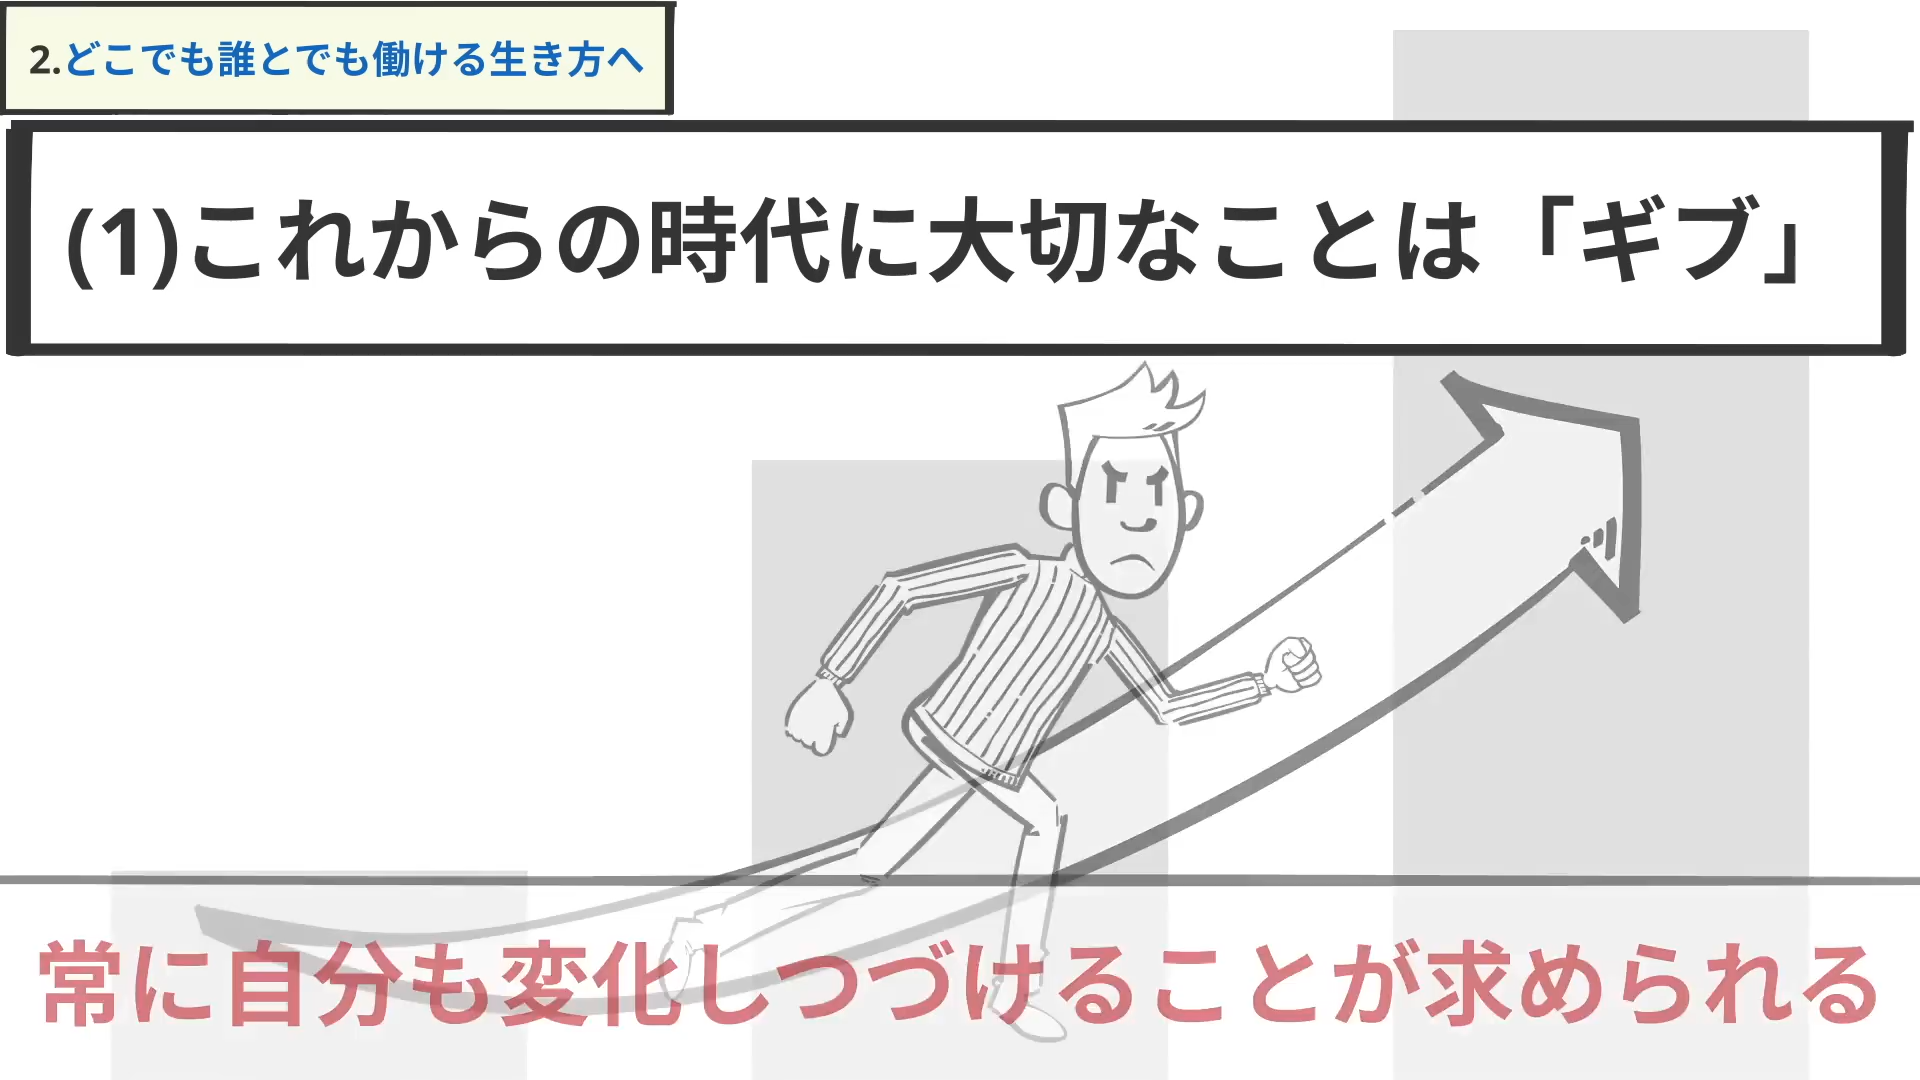 2.どこでも誰とでも働ける生き方へ
(1)これからの時代に大切なことは「ギブ」
常に自分も変化しつづけることが求められる